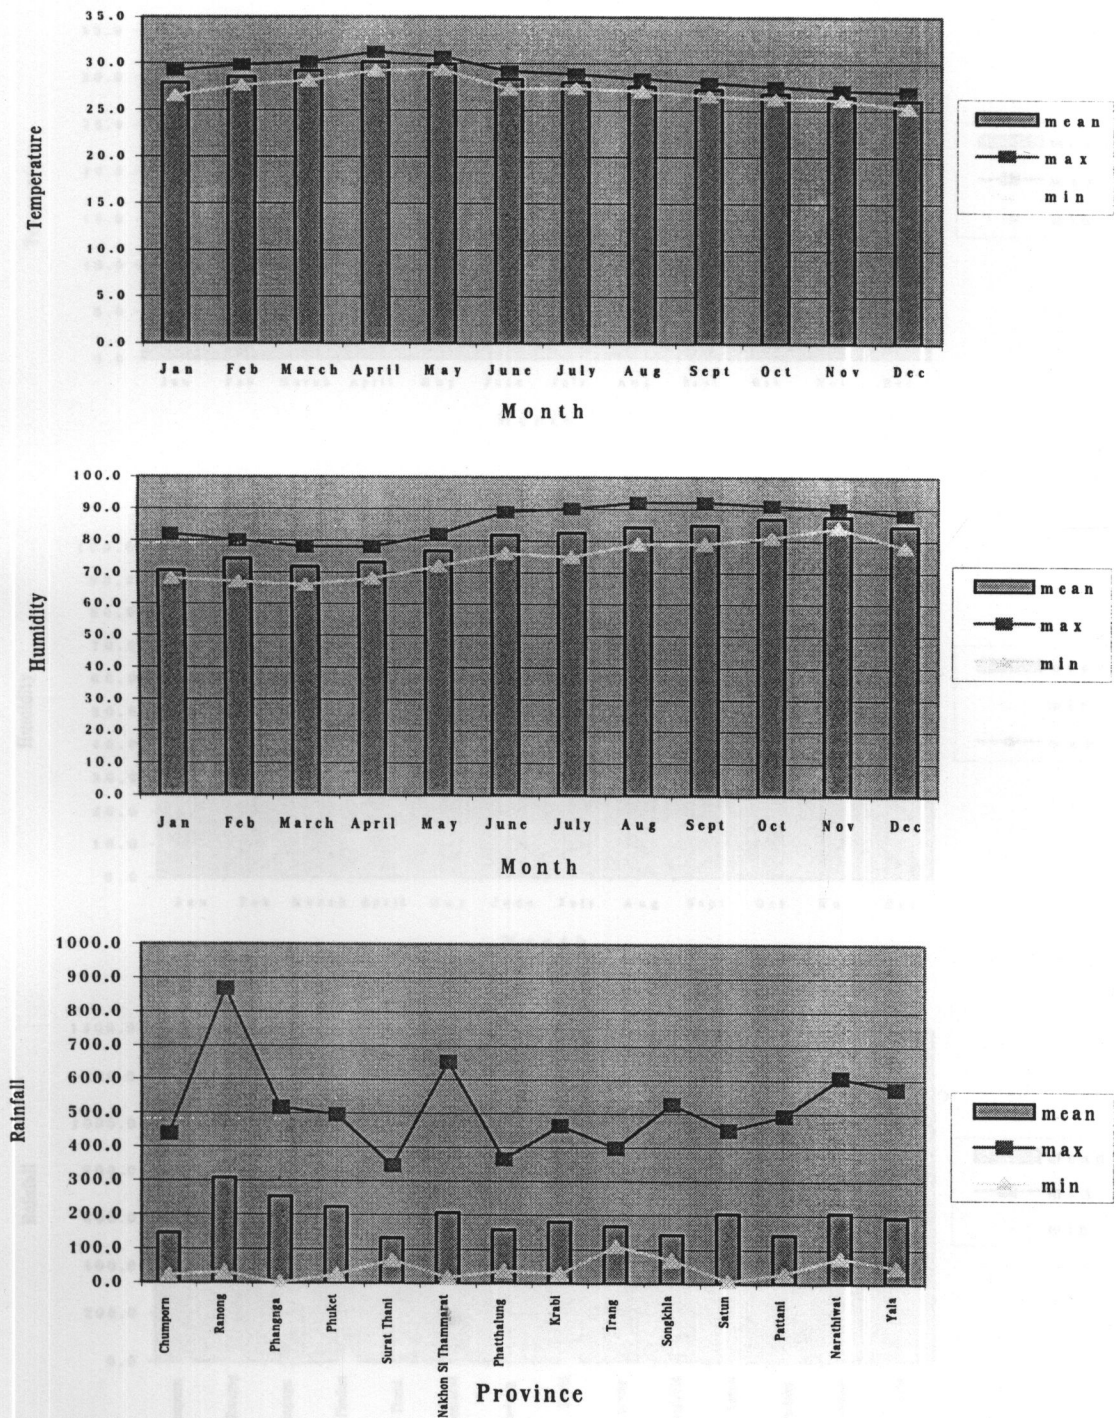 35.0
30.0
25.0
20.0
15.0
10.0
5.0
0.0
Temperature
Jan Feb March April May June July Aug Sept Oct Nov Dec
Month
mean
max
min
100.0
90.0
80.0
70.0
60.0
50.0
40.0
30.0
20.0
10.0
0.0
Humidity
Jan Feb March April May June July Aug Sept Oct Nov Dec
Month
mean
max
min
1000.0
900.0
800.0
700.0
600.0
500.0
400.0
300.0
200.0
100.0
0.0
Rainfall
Chumporn
Ranong
Phangnga
Phuket
Surat Thani
Nakhon Si Thammarat
Phatthalung
Krabi
Trang
Songkhla
Satun
Pattani
Narathiwat
Yala
Province
mean
max
min